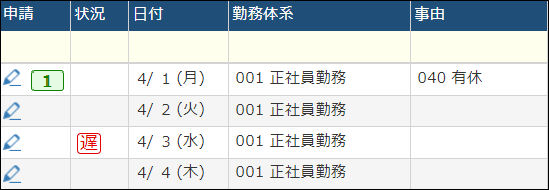 申請 状況 日付 勤務体系 事由
1 4/ 1 (月) 001 正社員勤務 040 有休
4/ 2 (火) 001 正社員勤務
遅 4/ 3 (水) 001 正社員勤務
4/ 4 (木) 001 正社員勤務